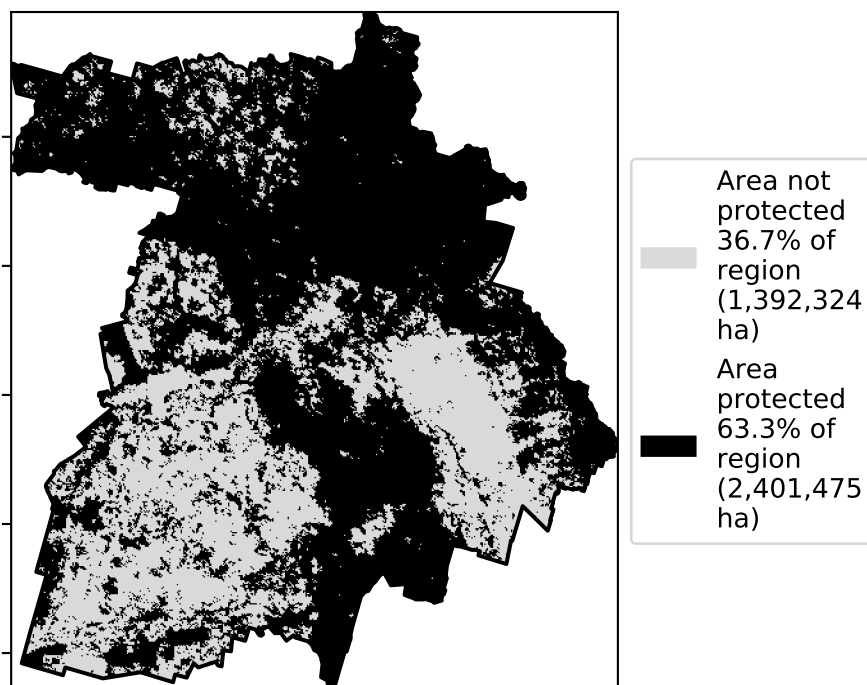 Area not
protected
36.7% of
region
(1,392,324
ha)
Area
protected
63.3% of
region
(2,401,475
ha)